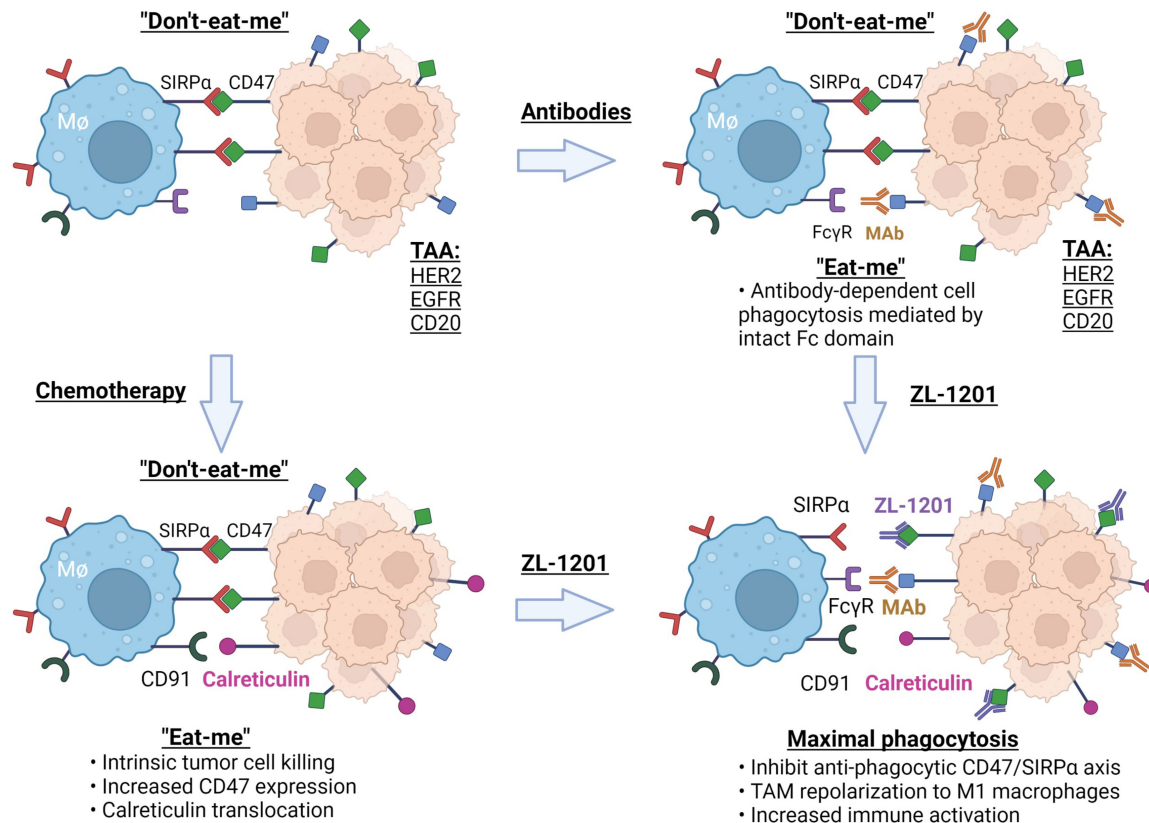 "Don't-eat-me"
SIRPα CD47
Mø
TAA:
HER2
EGFR
CD20
Antibodies
"Don't-eat-me"
SIRPα CD47
Mø
FcγR MAb
"Eat-me"
• Antibody-dependent cell
phagocytosis mediated by
intact Fc domain
TAA:
HER2
EGFR
CD20
Chemotherapy
ZL-1201
"Don't-eat-me"
SIRPα CD47
Mø
CD91 Calreticulin
"Eat-me"
• Intrinsic tumor cell killing
• Increased CD47 expression
• Calreticulin translocation
ZL-1201
SIRPα ZL-1201
Mø
FcγR MAb
CD91 Calreticulin
Maximal phagocytosis
• Inhibit anti-phagocytic CD47/SIRPα axis
• TAM repolarization to M1 macrophages
• Increased immune activation